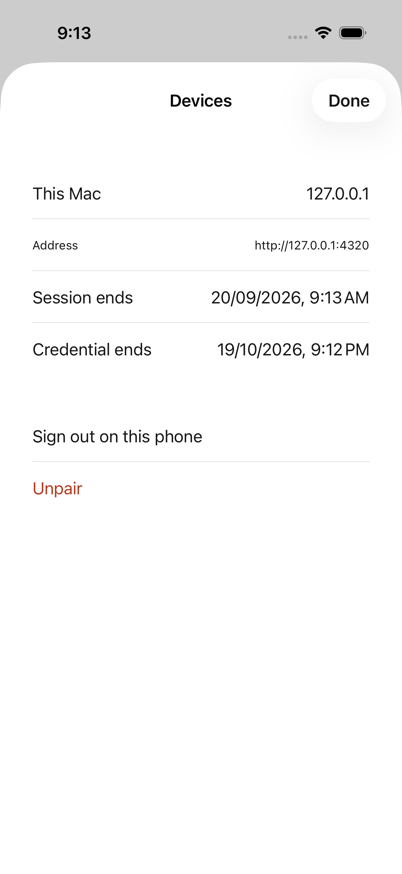 9:13
Devices
Done
This Mac 127.0.0.1
Address http://127.0.0.1:4320
Session ends 20/09/2026, 9:13 AM
Credential ends 19/10/2026, 9:12 PM
Sign out on this phone
Unpair